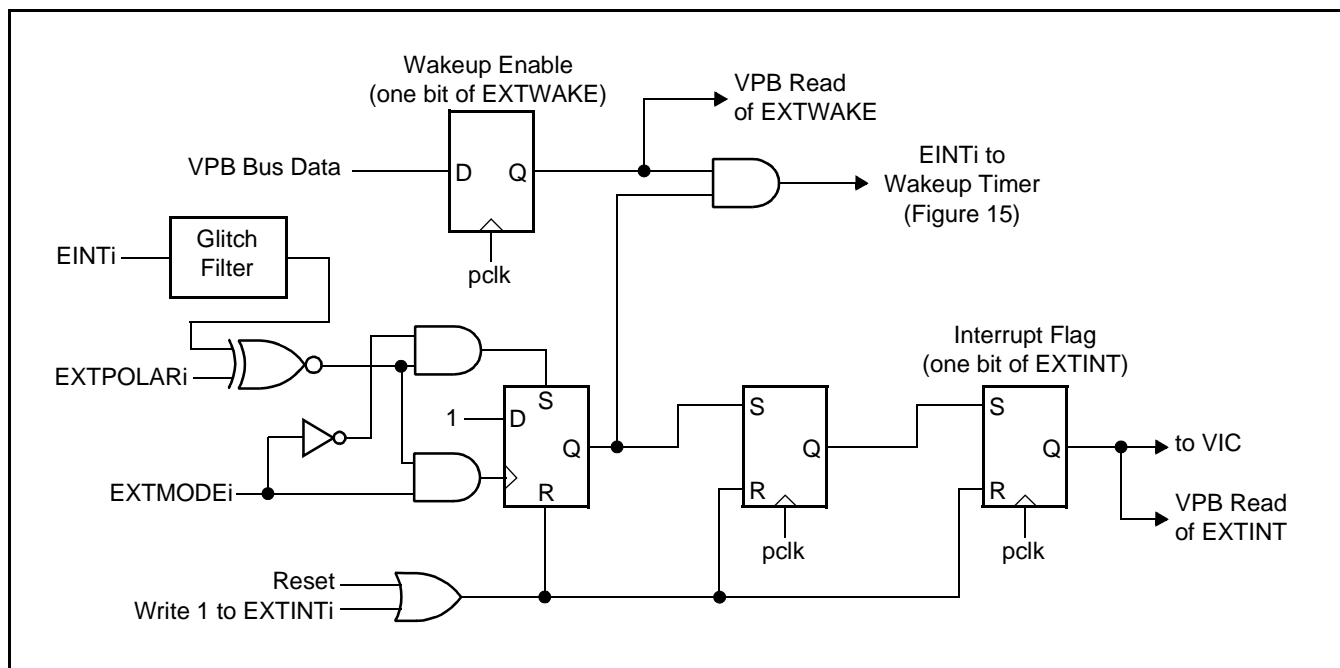 Wakeup Enable
(one bit of EXTWAKE)
VPB Read
of EXTWAKE
VPB Bus Data
D
Q
EINTi to
Wakeup Timer
(Figure 15)
pclk
EINTi
Glitch
Filter
EXTPOLARi
Interrupt Flag
(one bit of EXTINT)
1
D
S
Q
R
S
Q
R
pclk
S
Q
R
pclk
to VIC
VPB Read
of EXTINT
EXTMODEi
Reset
Write 1 to EXTINTi